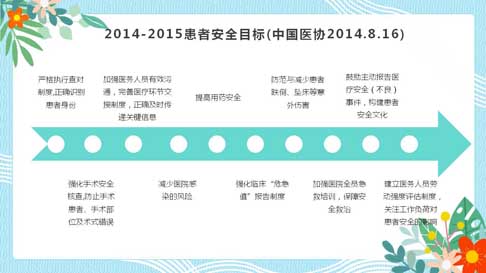 2014-2015患者安全目标(中国医协2014.8.16)
严格执行查对
制度,正确识别
患者身份
加强医务人员有效沟
通，完善医疗环节交
接制度，正确及时传
递关键信息
提高用药安全
防范与减少患者
跌倒、坠床等意
外伤害
鼓励主动报告医
疗安全（不良）
事件，构建患者
安全文化
强化手术安全
核查,防止手术
患者、手术部
位及术式错误
减少医院感
染的风险
强化临床“危急
值”报告制度
加强医院全员急
救培训，保障安
全救治
建立医务人员劳
动强度评估制度，
关注工作负荷对
患者安全的影响